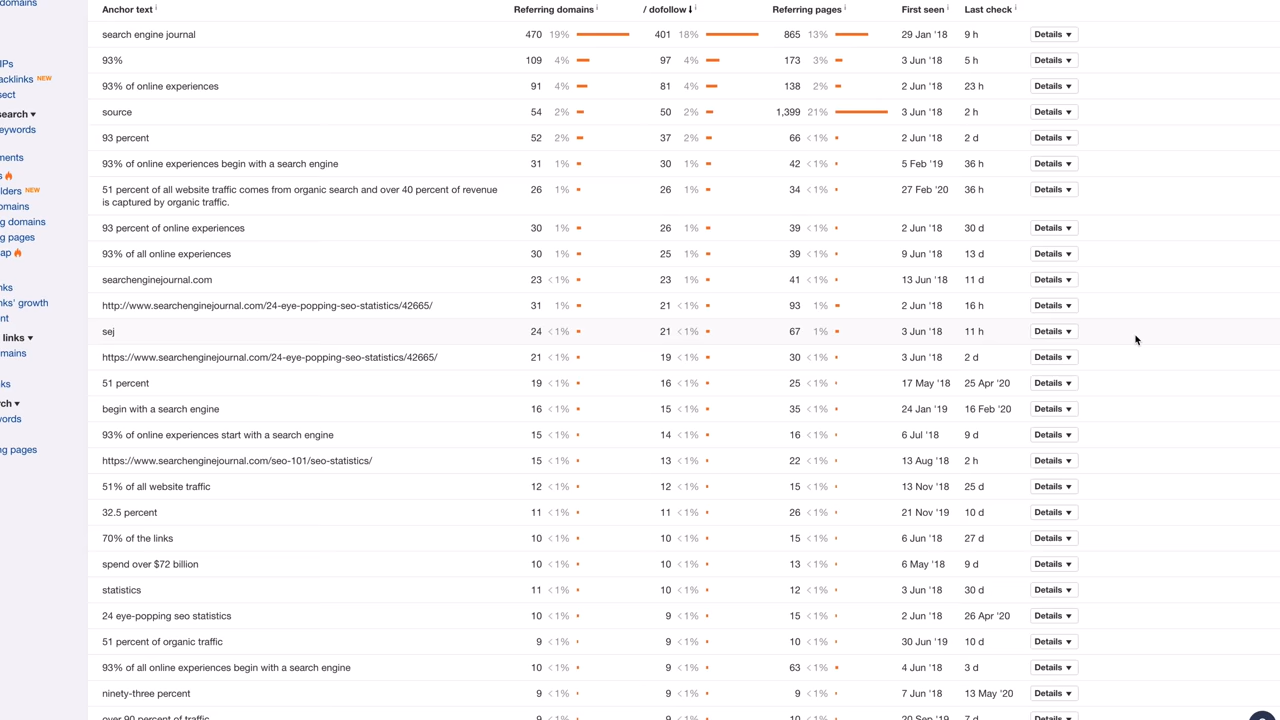 domains
Anchor text i Referring domains i / dofollow ↓ i Referring pages i First seen i Last check i
search engine journal 470 19% 401 18% 865 13% 29 Jan '18 9 h Details ▼
93% 109 4% 97 4% 173 3% 3 Jun '18 5 h Details ▼
IPs
acklinks NEW
93% of online experiences 91 4% 81 4% 138 2% 2 Jun '18 23 h Details ▼
sect
source 54 2% 50 2% 1,399 21% 3 Jun '18 2 h Details ▼
search ▼
eywords
93 percent 52 2% 37 2% 66 <1% 2 Jun '18 2 d Details ▼
ments
93% of online experiences begin with a search engine 31 1% 30 1% 42 <1% 5 Feb '19 36 h Details ▼
s
51 percent of all website traffic comes from organic search and over 40 percent of revenue 26 1% 26 1% 34 <1% 27 Feb '20 36 h Details ▼
is captured by organic traffic.
lders NEW
omains
g domains
93 percent of online experiences 30 1% 26 1% 39 <1% 2 Jun '18 30 d Details ▼
g pages
ap
93% of all online experiences 30 1% 25 1% 39 <1% 9 Jun '18 13 d Details ▼
searchenginejournal.com 23 <1% 23 1% 41 <1% 13 Jun '18 11 d Details ▼
nks
nks' growth
http://www.searchenginejournal.com/24-eye-popping-seo-statistics/42665/ 31 1% 21 <1% 93 1% 2 Jun '18 16 h Details ▼
nt
sej 24 <1% 21 <1% 67 1% 3 Jun '18 11 h Details ▼
links ▼
mains
https://www.searchenginejournal.com/24-eye-popping-seo-statistics/42665/ 21 <1% 19 <1% 30 <1% 3 Jun '18 2 d Details ▼
ks
51 percent 19 <1% 16 <1% 25 <1% 17 May '18 25 Apr '20 Details ▼
rch ▼
begin with a search engine 16 <1% 15 <1% 35 <1% 24 Jan '19 16 Feb '20 Details ▼
words
93% of online experiences start with a search engine 15 <1% 14 <1% 16 <1% 6 Jul '18 9 d Details ▼
ng pages
https://www.searchenginejournal.com/seo-101/seo-statistics/ 15 <1% 13 <1% 22 <1% 13 Aug '18 2 h Details ▼
51% of all website traffic 12 <1% 12 <1% 15 <1% 13 Nov '18 25 d Details ▼
32.5 percent 11 <1% 11 <1% 26 <1% 21 Nov '19 10 d Details ▼
70% of the links 10 <1% 10 <1% 15 <1% 6 Jun '18 27 d Details ▼
spend over $72 billion 10 <1% 10 <1% 13 <1% 6 May '18 9 d Details ▼
statistics 11 <1% 10 <1% 12 <1% 3 Jun '18 30 d Details ▼
24 eye-popping seo statistics 10 <1% 9 <1% 15 <1% 2 Jun '18 26 Apr '20 Details ▼
51 percent of organic traffic 9 <1% 9 <1% 10 <1% 30 Jun '19 10 d Details ▼
93% of all online experiences begin with a search engine 10 <1% 9 <1% 63 <1% 4 Jun '18 3 d Details ▼
ninety-three percent 9 <1% 9 <1% 9 <1% 7 Jun '18 13 May '20 Details ▼
over 90 percent of traffic 9 <1% 9 <1% 10 <1% 20 Sep '19 7 d Details ▼